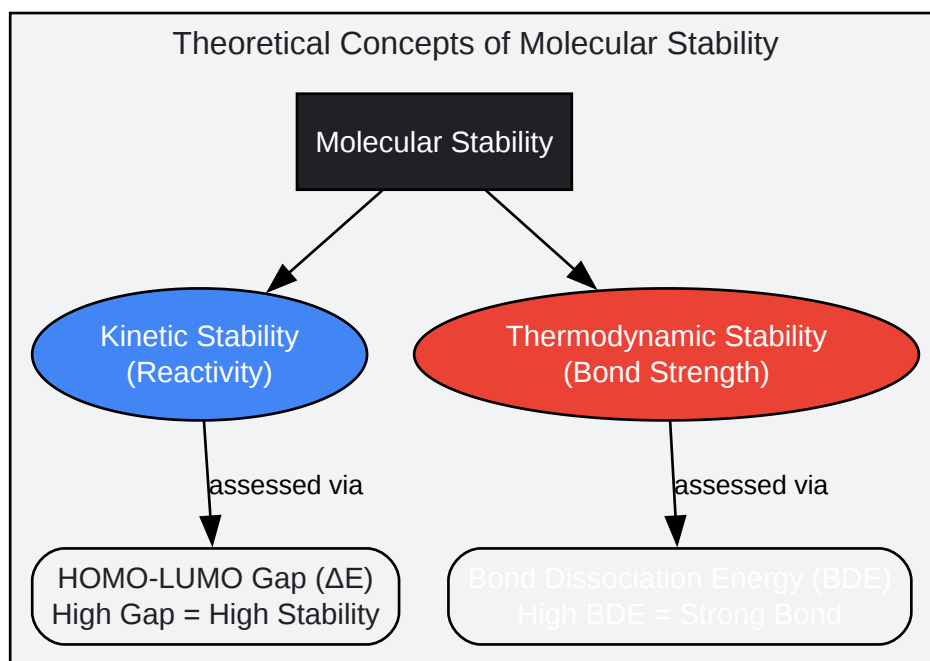 Theoretical Concepts of Molecular Stability
Molecular Stability
Kinetic Stability
(Reactivity)
Thermodynamic Stability
(Bond Strength)
assessed via
assessed via
HOMO-LUMO Gap (ΔE)
High Gap = High Stability
Bond Dissociation Energy (BDE)
High BDE = Strong Bond